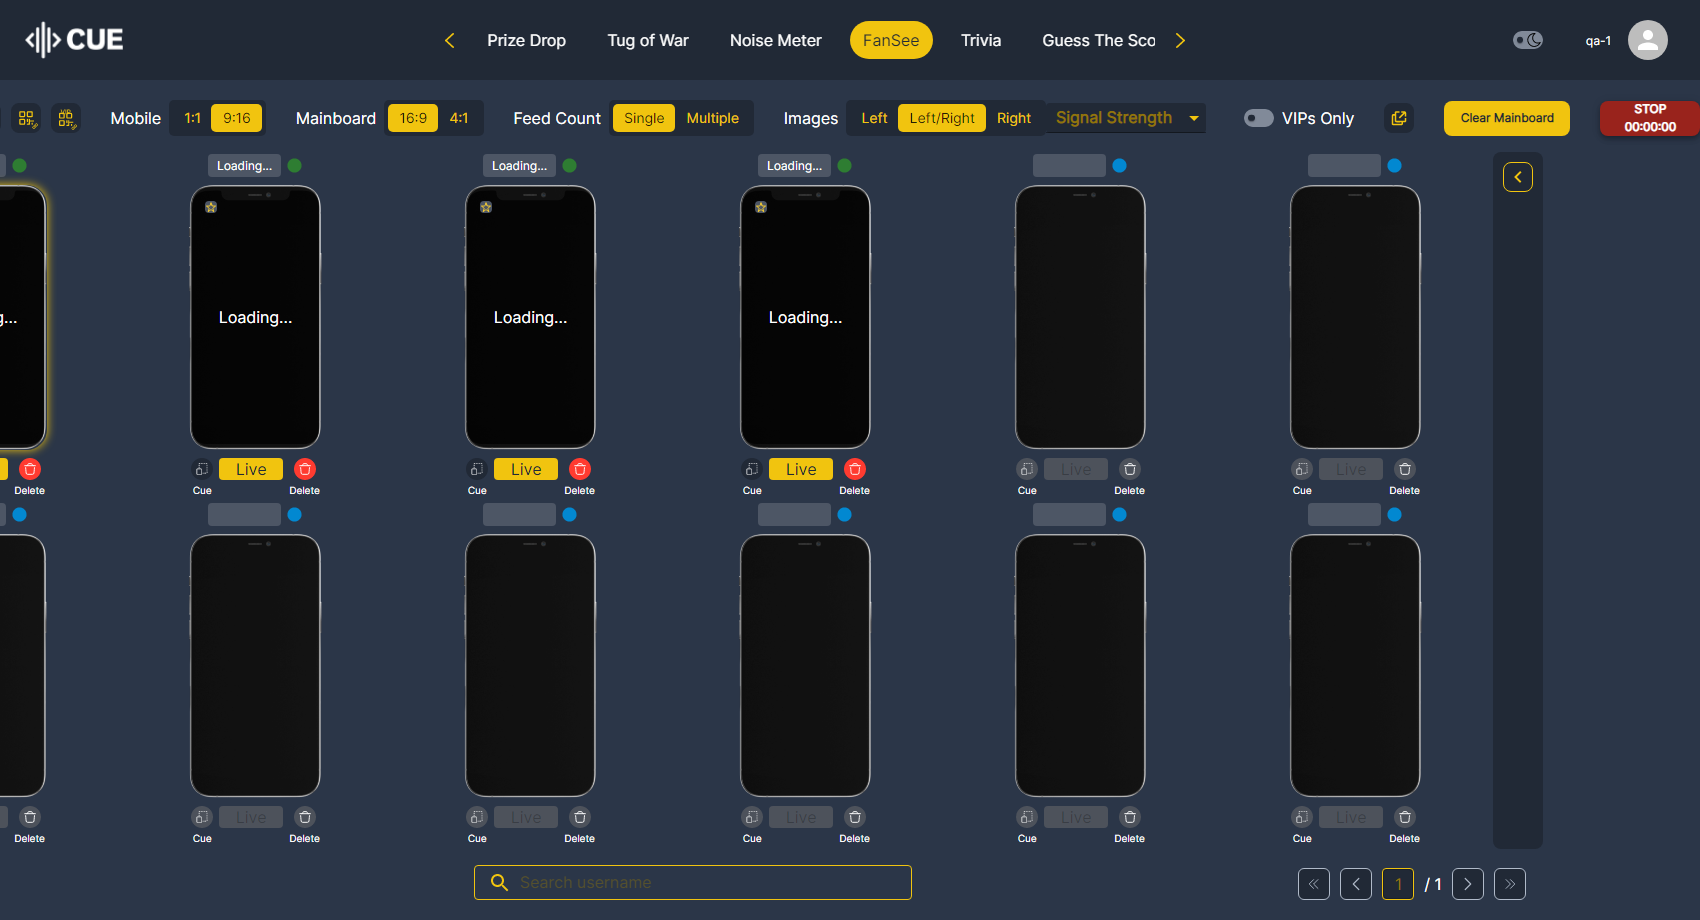 CUE
Prize Drop
Tug of War
Noise Meter
FanSee
Trivia
Guess The Sco
qa-1
Mobile 1:1 9:16
Mainboard 16:9 4:1
Feed Count Single Multiple
Images Left Left/Right Right
Signal Strength
VIPs Only
Clear Mainboard
STOP
00:00:00
Loading... Loading... Loading...
g... Loading... Loading... Loading...
Live Live Live Live Live
Delete Cue Delete Cue Delete Cue Delete Cue Delete Cue Delete
Live Live Live Live Live
Delete Cue Delete Cue Delete Cue Delete Cue Delete Cue Delete
Search username
1 / 1